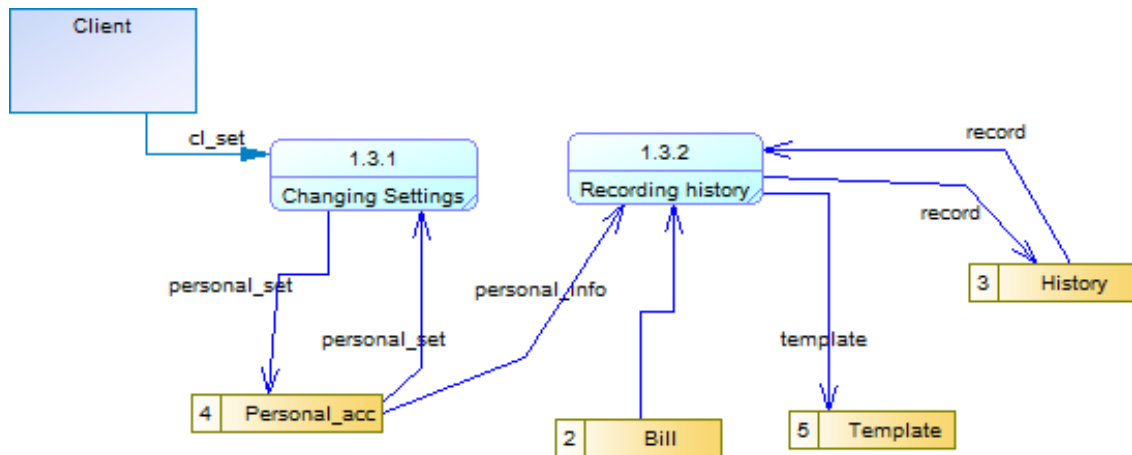 Client
cl_set
1.3.1
Changing Settings
1.3.2
Recording history
record
record
3 History
personal_set
personal_set
personal_info
template
4 Personal_acc
2 Bill
5 Template